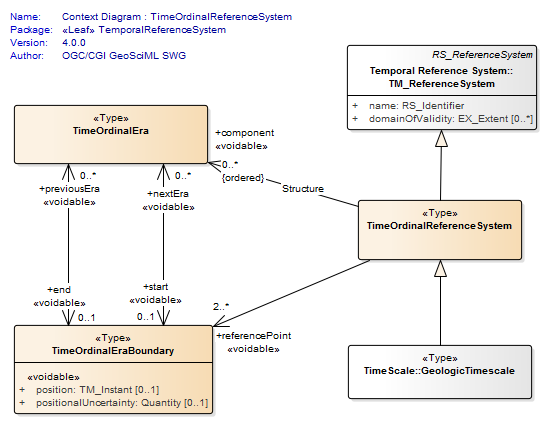 Name: Context Diagram : TimeOrdinalReferenceSystem
Package: «Leaf» TemporalReferenceSystem
Version: 4.0.0
Author: OGC/CGI GeoSciML SWG
RS_ReferenceSystem
Temporal Reference System::
TM_ReferenceSystem
+ name: RS_Identifier
+ domainOfValidity: EX_Extent [0..*]
«Type»
TimeOrdinalEra
+component
«voidable»
0..*
{ordered}
Structure
0..*
+previousEra
«voidable»
0..*
+nextEra
«voidable»
«Type»
TimeOrdinalReferenceSystem
+end
«voidable»
0..1
+start
«voidable»
0..1
2..*
+referencePoint
«voidable»
«Type»
TimeOrdinalEraBoundary
«voidable»
+ position: TM_Instant [0..1]
+ positionalUncertainty: Quantity [0..1]
«Type»
TimeScale::GeologicTimescale